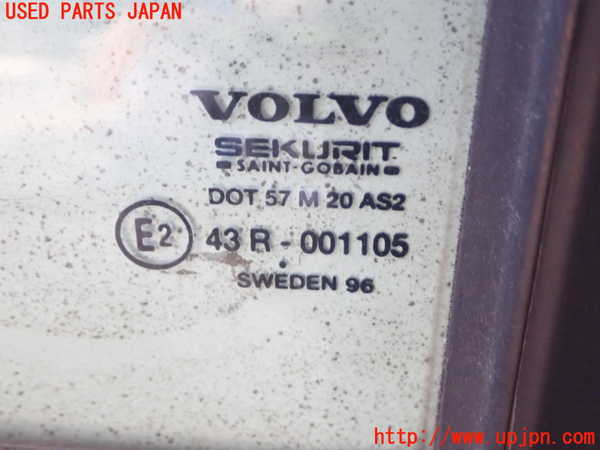 USED PARTS JAPAN
VOLVO
SEKURIT
SAINT-GOBAIN
DOT 57 M 20 AS2
E2 43 R - 001105
SWEDEN 96
http://www.upjpn.com/